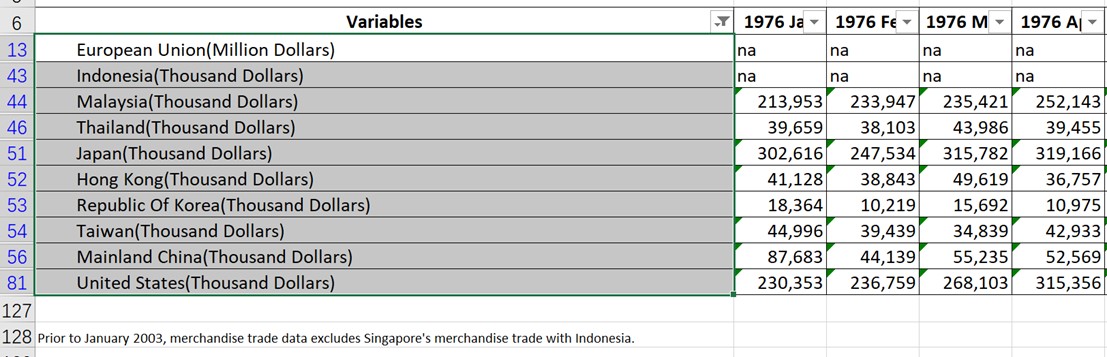 6 Variables 1976 Ja 1976 Fe 1976 M 1976 Ap
13 European Union(Million Dollars) na na na na
43 Indonesia(Thousand Dollars) na na na na
44 Malaysia(Thousand Dollars) 213,953 233,947 235,421 252,143
46 Thailand(Thousand Dollars) 39,659 38,103 43,986 39,455
51 Japan(Thousand Dollars) 302,616 247,534 315,782 319,166
52 Hong Kong(Thousand Dollars) 41,128 38,843 49,619 36,757
53 Republic Of Korea(Thousand Dollars) 18,364 10,219 15,692 10,975
54 Taiwan(Thousand Dollars) 44,996 39,439 34,839 42,933
56 Mainland China(Thousand Dollars) 87,683 44,139 55,235 52,569
81 United States(Thousand Dollars) 230,353 236,759 268,103 315,356
127
128 Prior to January 2003, merchandise trade data excludes Singapore's merchandise trade with Indonesia.